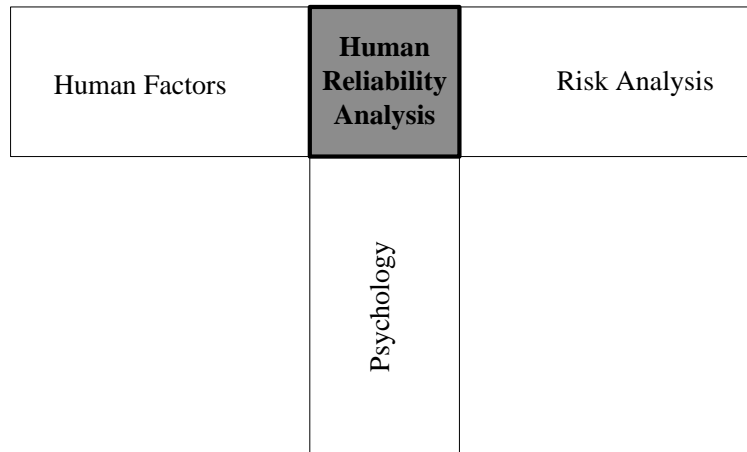 Human Factors
Human
Reliability
Analysis
Risk Analysis
Psychology